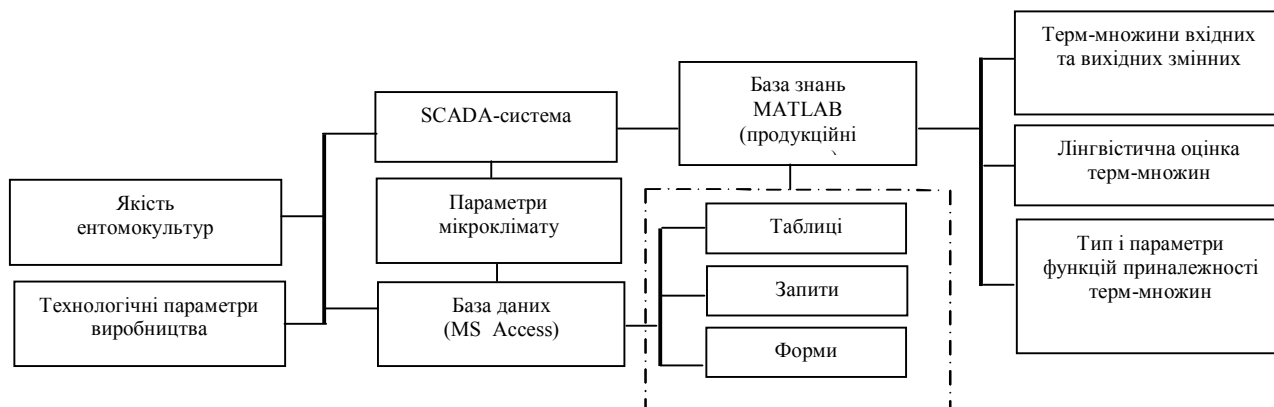 Якість
ентомокультур
Технологічні параметри
виробництва
SCADA-система
Параметри
мікроклімату
База даних
(MS Access)
База знань
MATLAB
(продукційні
Таблиці
Запити
Форми
Терм-множини вхідних
та вихідних змінних
Лінгвістична оцінка
терм-множин
Тип і параметри
функцій приналежності
терм-множин